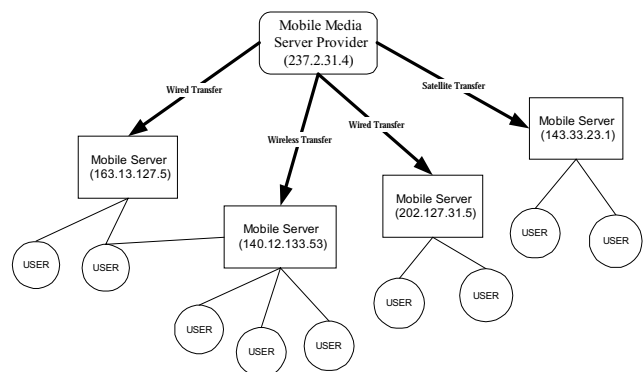 Mobile Media
Server Provider
(237.2.31.4)
Wired Transfer
Satellite Transfer
Wireless Transfer
Wired Transfer
Mobile Server
(143.33.23.1)
Mobile Server
(163.13.127.5)
Mobile Server
(202.127.31.5)
Mobile Server
(140.12.133.53)
USER
USER
USER
USER
USER
USER
USER
USER
USER